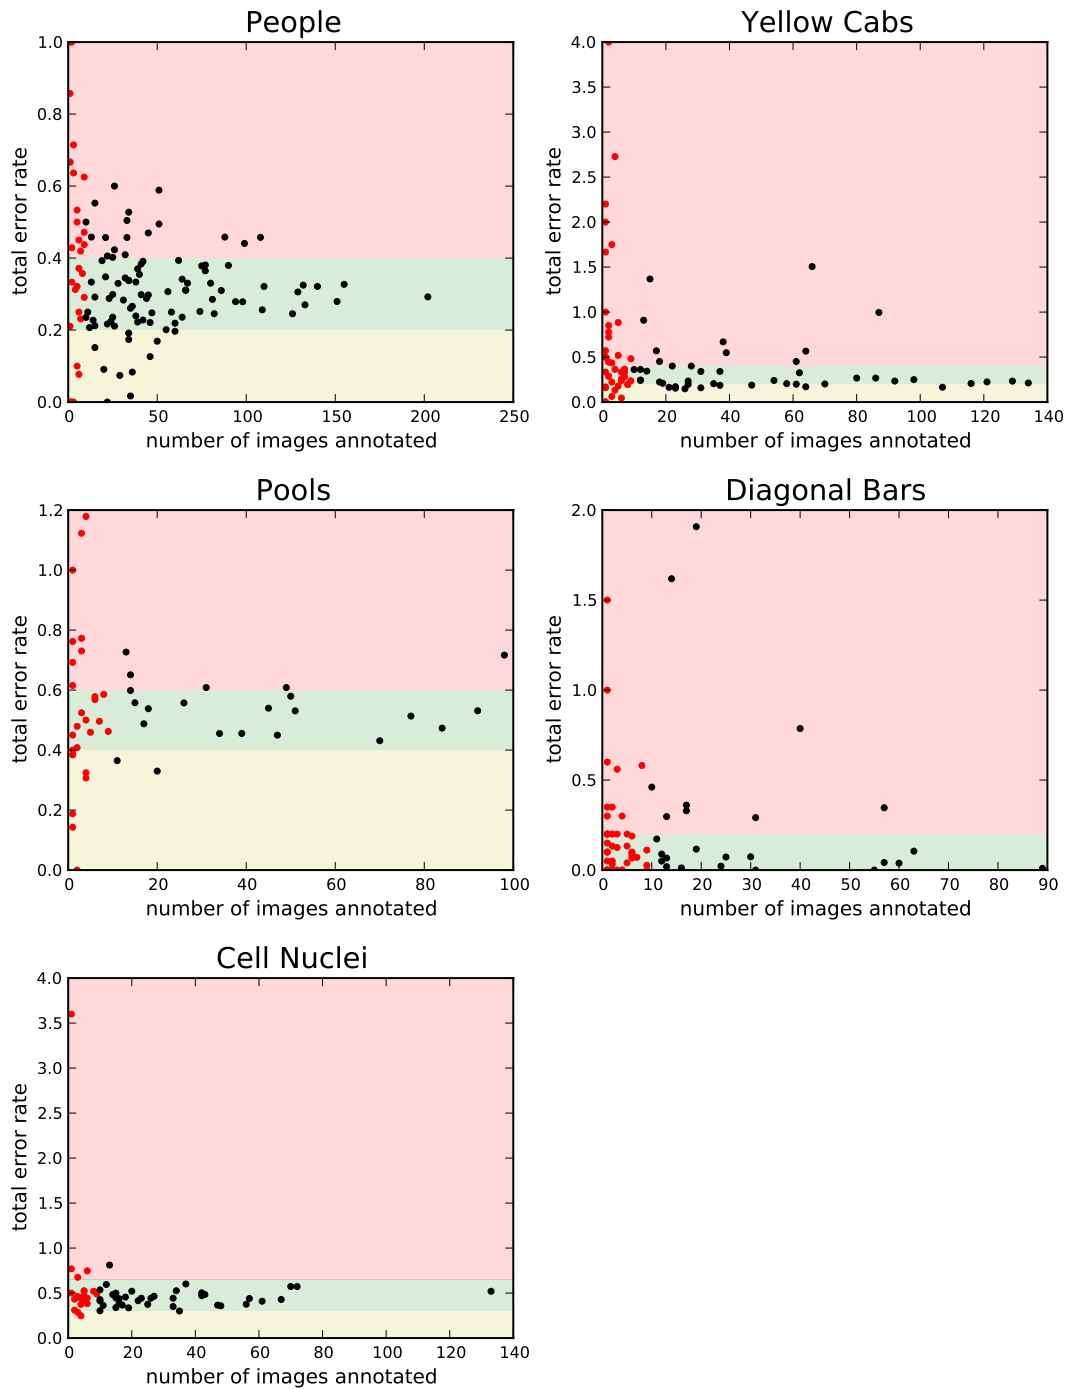 People
1.0
0.8
0.6
0.4
0.2
0.0
total error rate
0 50 100 150 200 250
number of images annotated
Yellow Cabs
4.0
3.5
3.0
2.5
2.0
1.5
1.0
0.5
0.0
total error rate
0 20 40 60 80 100 120 140
number of images annotated
Pools
1.2
1.0
0.8
0.6
0.4
0.2
0.0
total error rate
0 20 40 60 80 100
number of images annotated
Diagonal Bars
2.0
1.5
1.0
0.5
0.0
total error rate
0 10 20 30 40 50 60 70 80 90
number of images annotated
Cell Nuclei
4.0
3.5
3.0
2.5
2.0
1.5
1.0
0.5
0.0
total error rate
0 20 40 60 80 100 120 140
number of images annotated